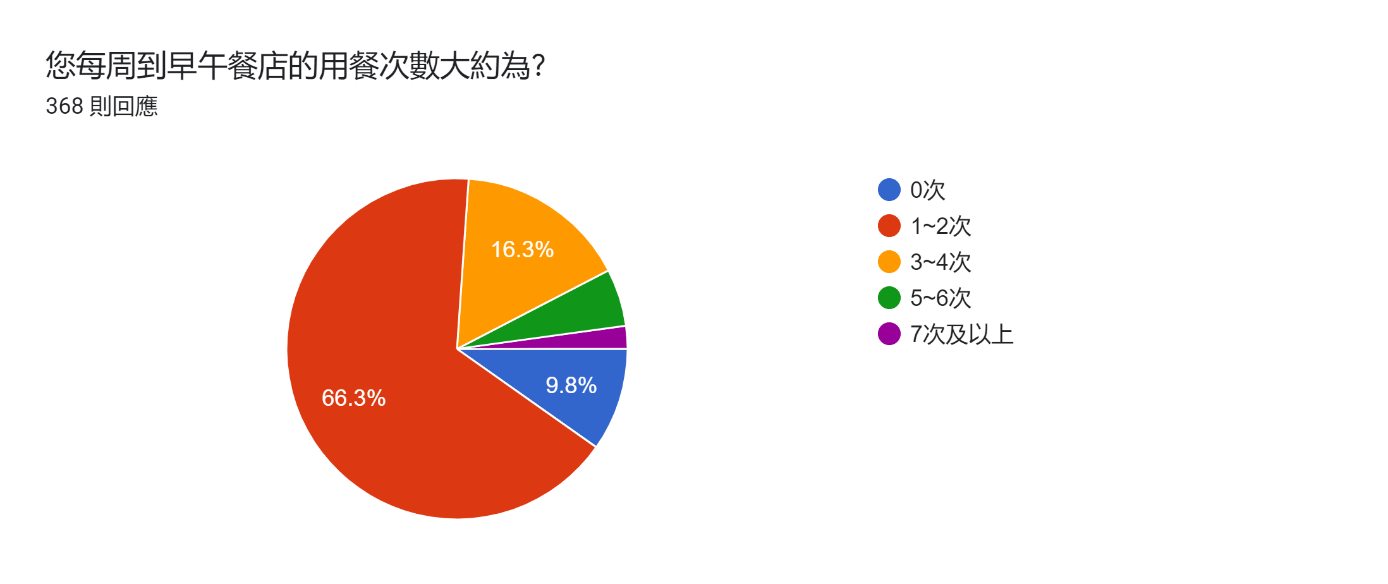 您每周到早午餐店的用餐次數大約為?
368 則回應
0次
1~2次
3~4次
5~6次
7次及以上
16.3%
9.8%
66.3%